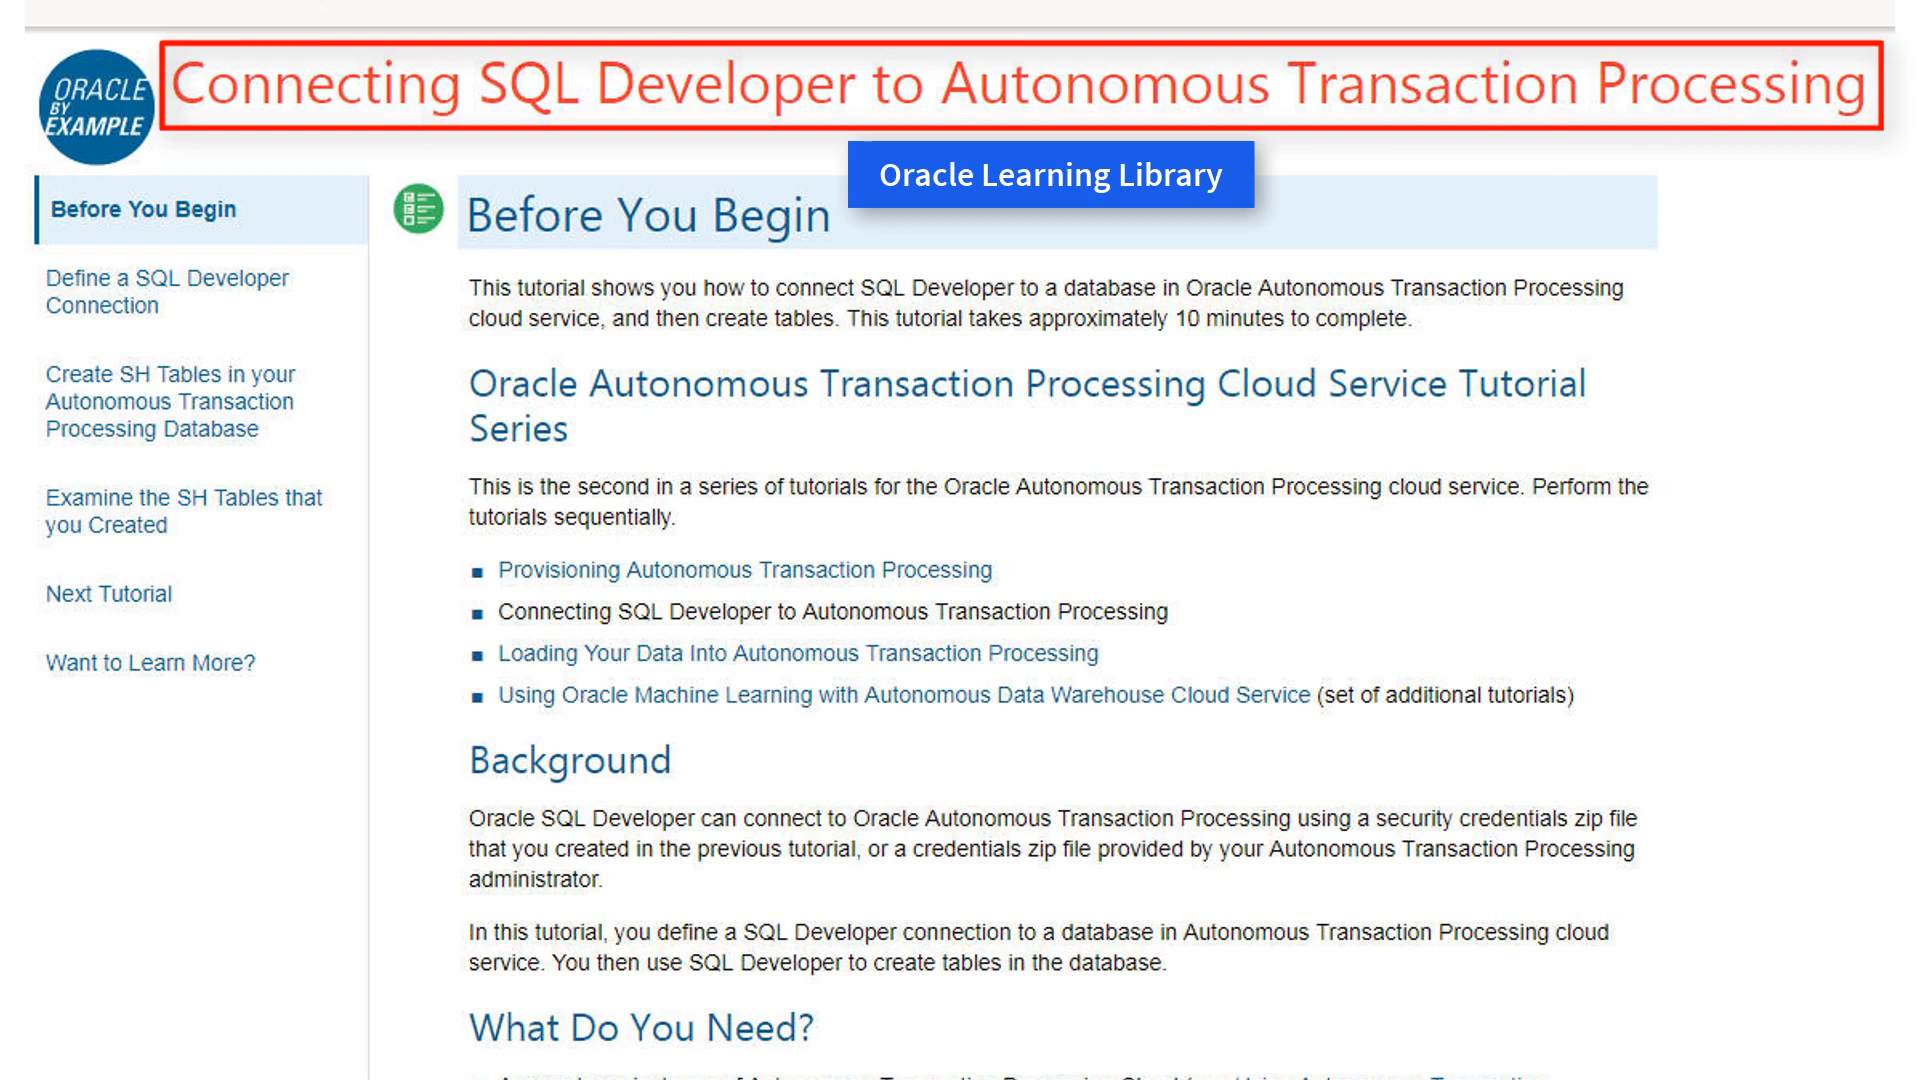 ORACLE
BY
EXAMPLE
Connecting SQL Developer to Autonomous Transaction Processing
Oracle Learning Library
Before You Begin
Define a SQL Developer
Connection
Create SH Tables in your
Autonomous Transaction
Processing Database
Examine the SH Tables that
you Created
Next Tutorial
Want to Learn More?
Before You Begin
This tutorial shows you how to connect SQL Developer to a database in Oracle Autonomous Transaction Processing
cloud service, and then create tables. This tutorial takes approximately 10 minutes to complete.
Oracle Autonomous Transaction Processing Cloud Service Tutorial
Series
This is the second in a series of tutorials for the Oracle Autonomous Transaction Processing cloud service. Perform the
tutorials sequentially.
Provisioning Autonomous Transaction Processing
Connecting SQL Developer to Autonomous Transaction Processing
Loading Your Data Into Autonomous Transaction Processing
Using Oracle Machine Learning with Autonomous Data Warehouse Cloud Service (set of additional tutorials)
Background
Oracle SQL Developer can connect to Oracle Autonomous Transaction Processing using a security credentials zip file
that you created in the previous tutorial, or a credentials zip file provided by your Autonomous Transaction Processing
administrator.
In this tutorial, you define a SQL Developer connection to a database in Autonomous Transaction Processing cloud
service. You then use SQL Developer to create tables in the database.
What Do You Need?